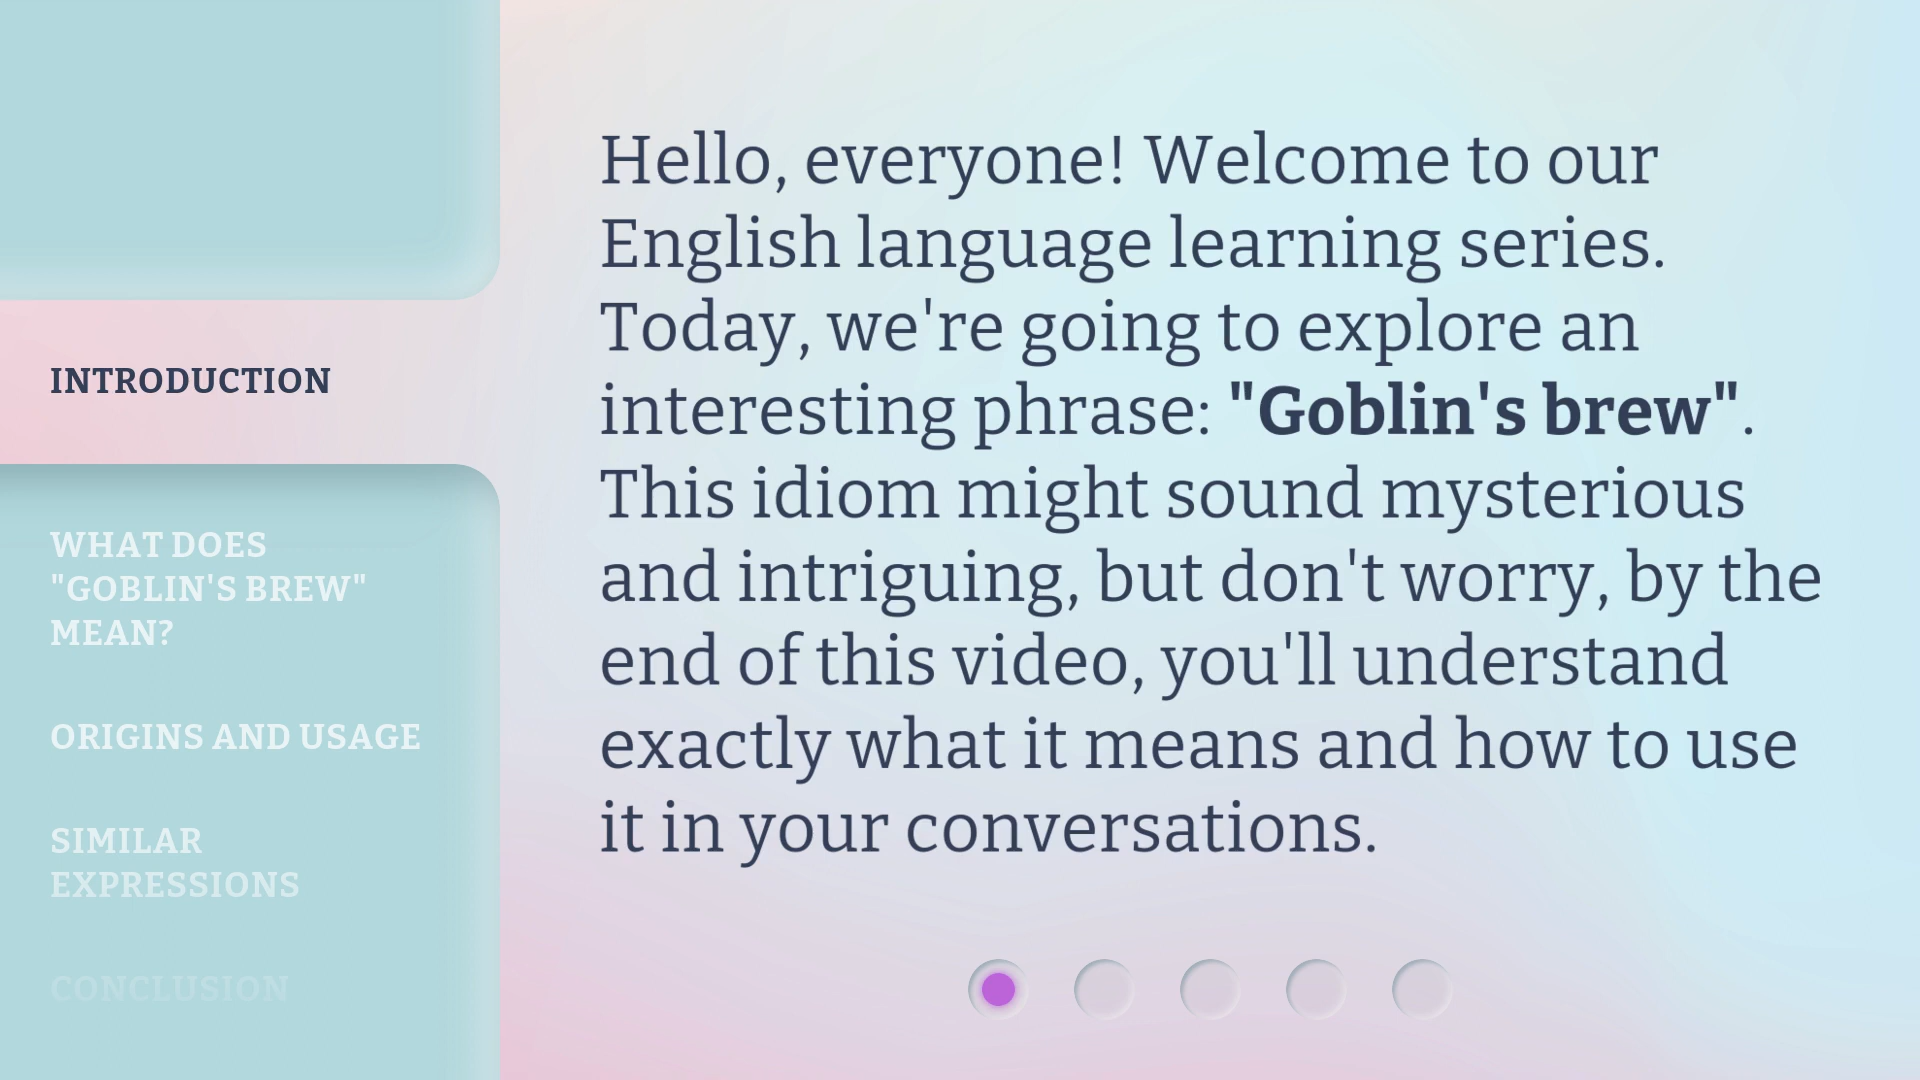 INTRODUCTION
WHAT DOES
"GOBLIN'S BREW"
MEAN?
ORIGINS AND USAGE
SIMILAR
EXPRESSIONS
CONCLUSION
Hello, everyone! Welcome to our
English language learning series.
Today, we're going to explore an
interesting phrase: "Goblin's brew".
This idiom might sound mysterious
and intriguing, but don't worry, by the
end of this video, you'll understand
exactly what it means and how to use
it in your conversations.